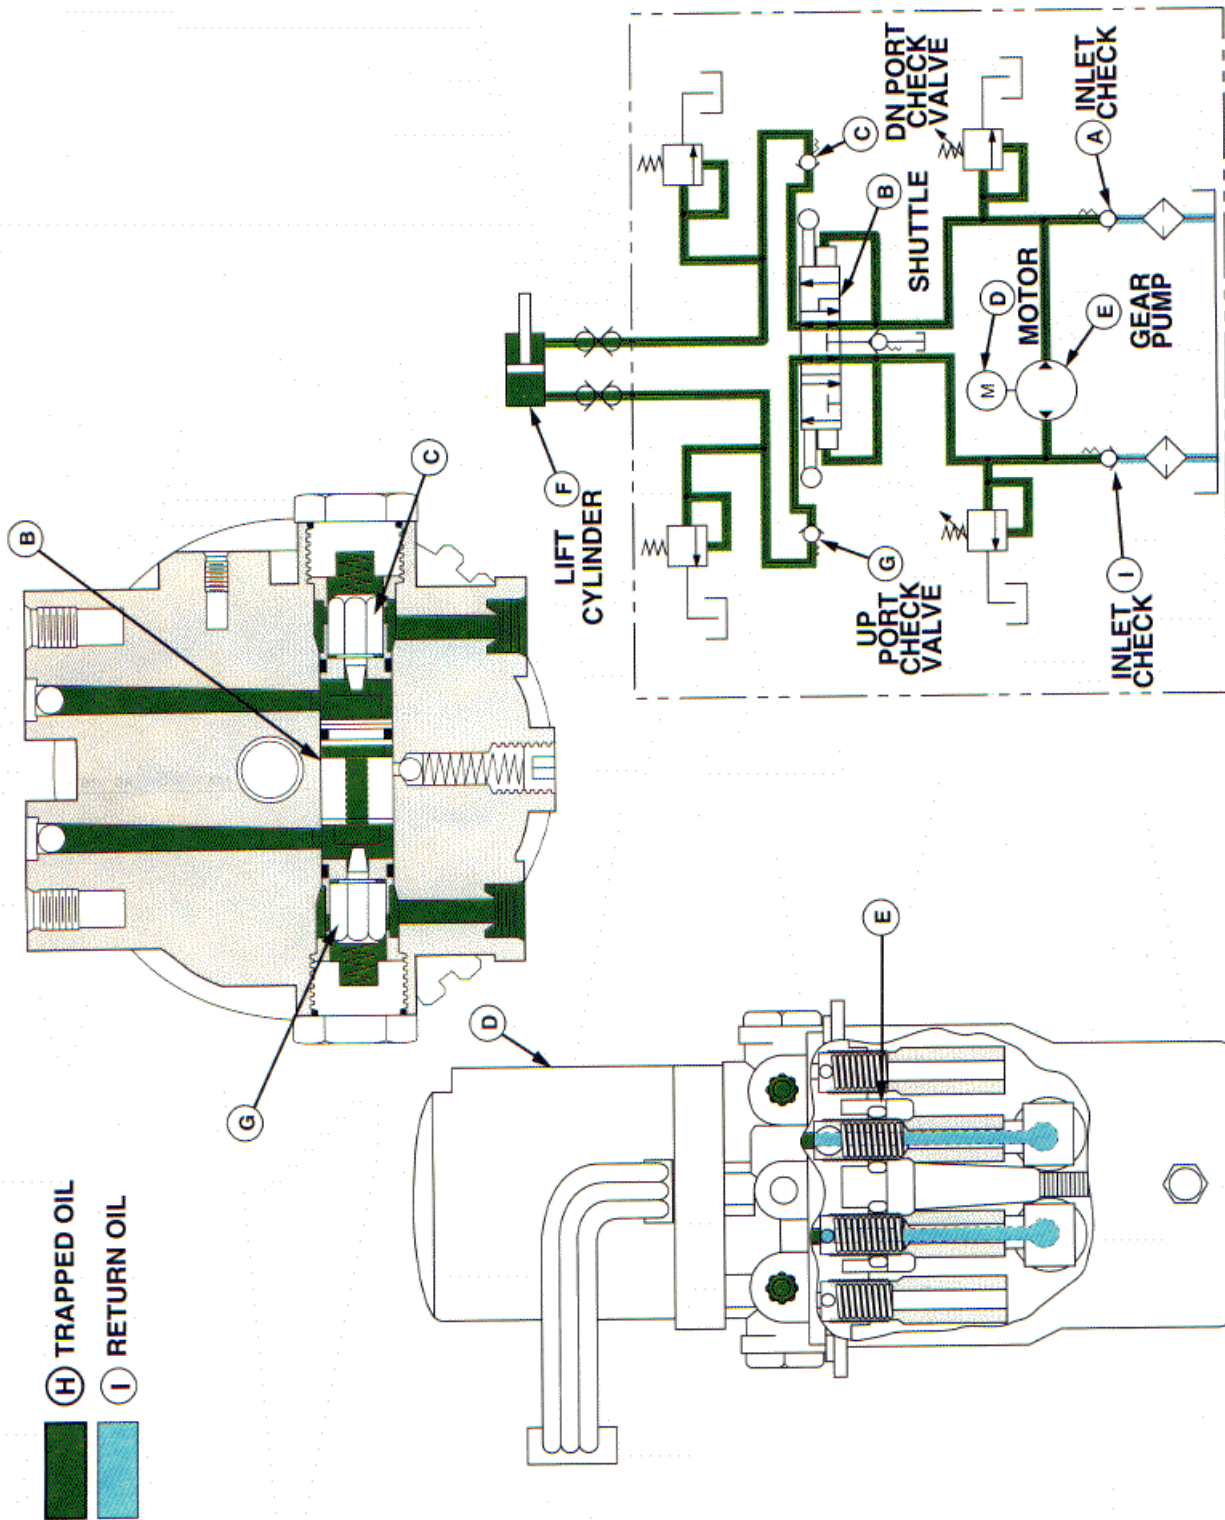 H TRAPPED OIL
I RETURN OIL
B
C
G
D
E
F
LIFT
CYLINDER
DN PORT
CHECK
VALVE
C
B
SHUTTLE
INLET
CHECK
A
D
MOTOR
M
E
GEAR
PUMP
G
UP
PORT
CHECK
VALVE
I
INLET
CHECK